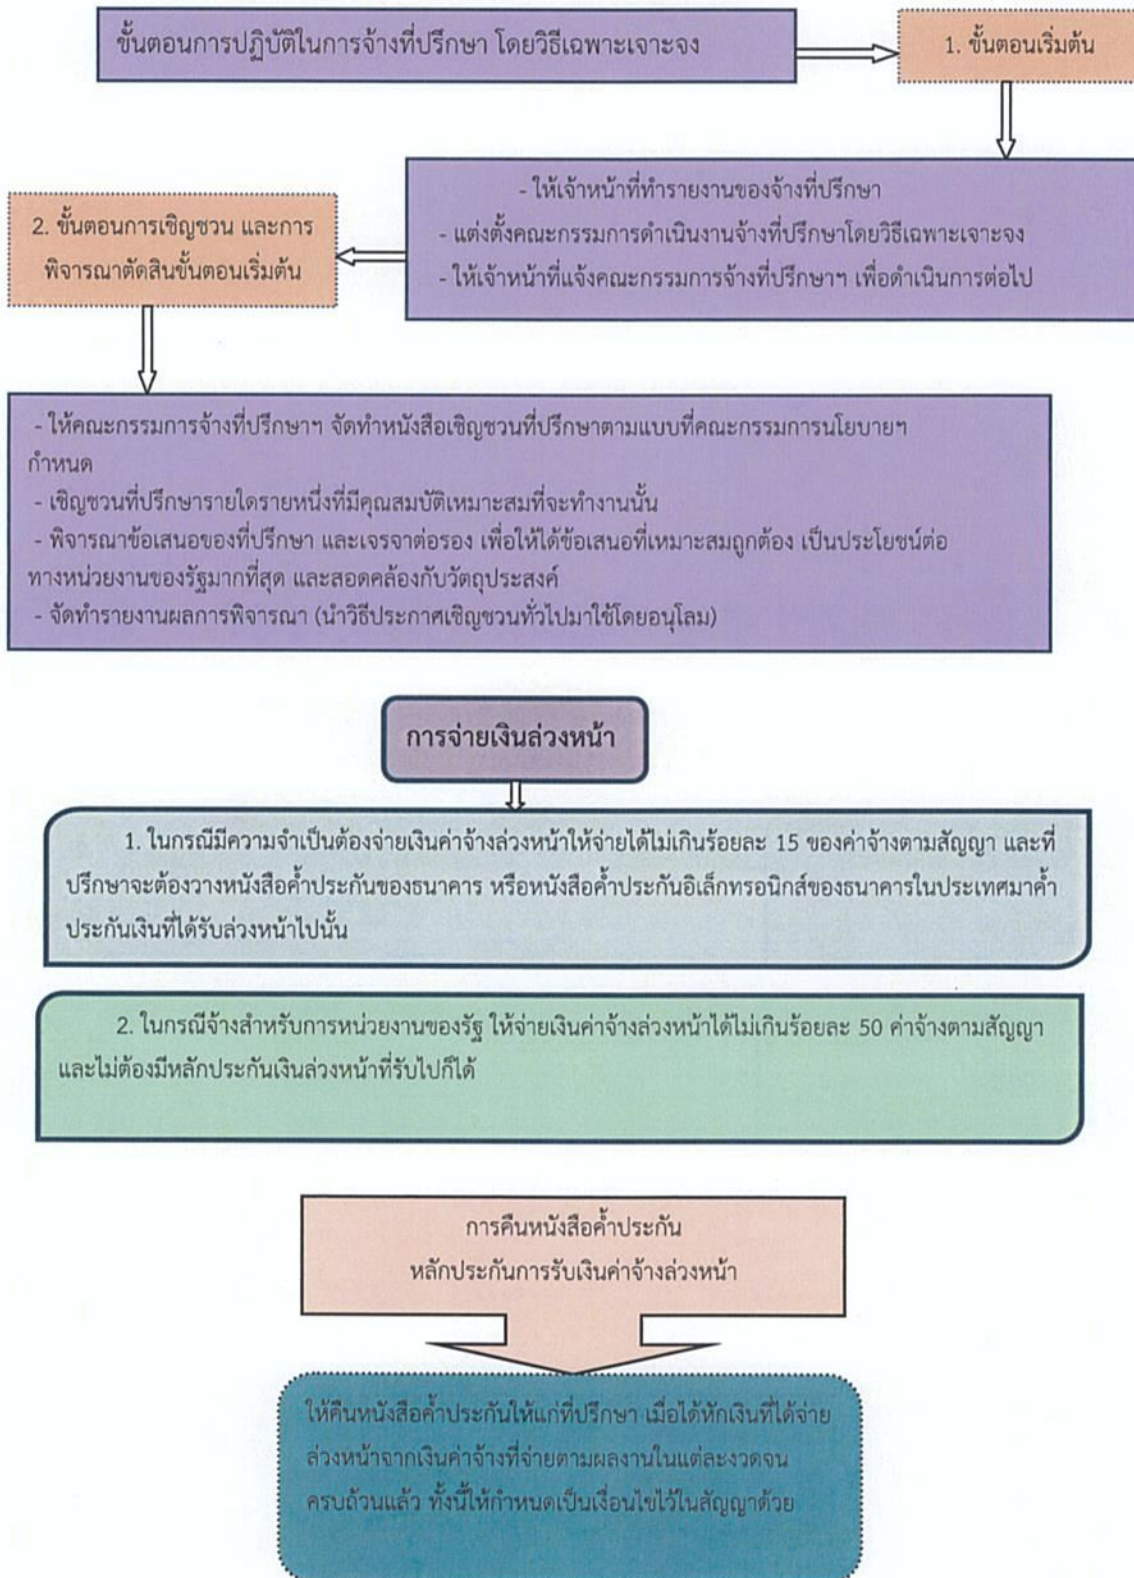 ขั้นตอนการปฏิบัติในการจ้างที่ปรึกษา โดยวิธีเฉพาะเจาะจง
1. ขั้นตอนเริ่มต้น
- ให้เจ้าหน้าที่ทำรายงานของจ้างที่ปรึกษา
- แต่งตั้งคณะกรรมการดำเนินงานจ้างที่ปรึกษาโดยวิธีเฉพาะเจาะจง
- ให้เจ้าหน้าที่แจ้งคณะกรรมการจ้างที่ปรึกษาฯ เพื่อดำเนินการต่อไป
2. ขั้นตอนการเชิญชวน และการ
พิจารณาตัดสินขั้นตอนเริ่มต้น
- ให้คณะกรรมการจ้างที่ปรึกษาฯ จัดทำหนังสือเชิญชวนที่ปรึกษาตามแบบที่คณะกรรมการนโยบายฯ
กำหนด
- เชิญชวนที่ปรึกษารายใดรายหนึ่งที่มีคุณสมบัติเหมาะสมที่จะทำงานนั้น
- พิจารณาข้อเสนอของที่ปรึกษา และเจรจาต่อรอง เพื่อให้ได้ข้อเสนอที่เหมาะสมถูกต้อง เป็นประโยชน์ต่อ
ทางหน่วยงานของรัฐมากที่สุด และสอดคล้องกับวัตถุประสงค์
- จัดทำรายงานผลการพิจารณา (นำวิธีประกาศเชิญชวนทั่วไปมาใช้โดยอนุโลม)
การจ่ายเงินล่วงหน้า
1. ในกรณีมีความจำเป็นต้องจ่ายเงินค่าจ้างล่วงหน้าให้จ่ายได้ไม่เกินร้อยละ 15 ของค่าจ้างตามสัญญา และที่
ปรึกษาจะต้องวางหนังสือค้ำประกันของธนาคาร หรือหนังสือค้ำประกันอิเล็กทรอนิกส์ของธนาคารในประเทศมาค้ำ
ประกันเงินที่ได้รับล่วงหน้าไปนั้น
2. ในกรณีจ้างสำหรับการหน่วยงานของรัฐ ให้จ่ายเงินค่าจ้างล่วงหน้าได้ไม่เกินร้อยละ 50 ค่าจ้างตามสัญญา
และไม่ต้องมีหลักประกันเงินล่วงหน้าที่รับไปก็ได้
การคืนหนังสือค้ำประกัน
หลักประกันการรับเงินค่าจ้างล่วงหน้า
ให้คืนหนังสือค้ำประกันให้แก่ที่ปรึกษา เมื่อได้หักเงินที่ได้จ่าย
ล่วงหน้าจากเงินค่าจ้างที่จ่ายตามผลงานในแต่ละงวดจน
ครบถ้วนแล้ว ทั้งนี้ให้กำหนดเป็นเงื่อนไขไว้ในสัญญาด้วย